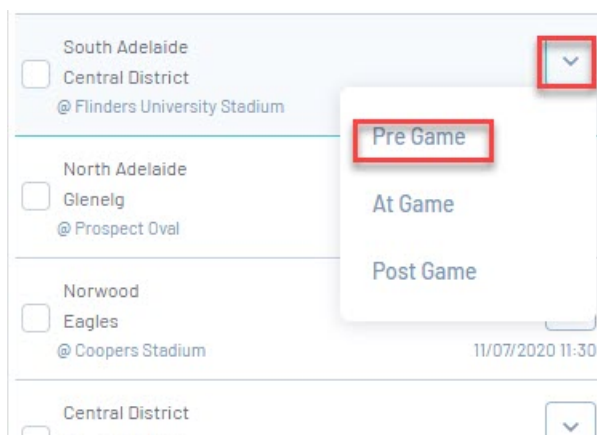 South Adelaide
Central District
@ Flinders University Stadium
Pre Game
North Adelaide
Glenelg
@ Prospect Oval
At Game
Post Game
Norwood
Eagles
@ Coopers Stadium
11/07/2020 11:30
Central District